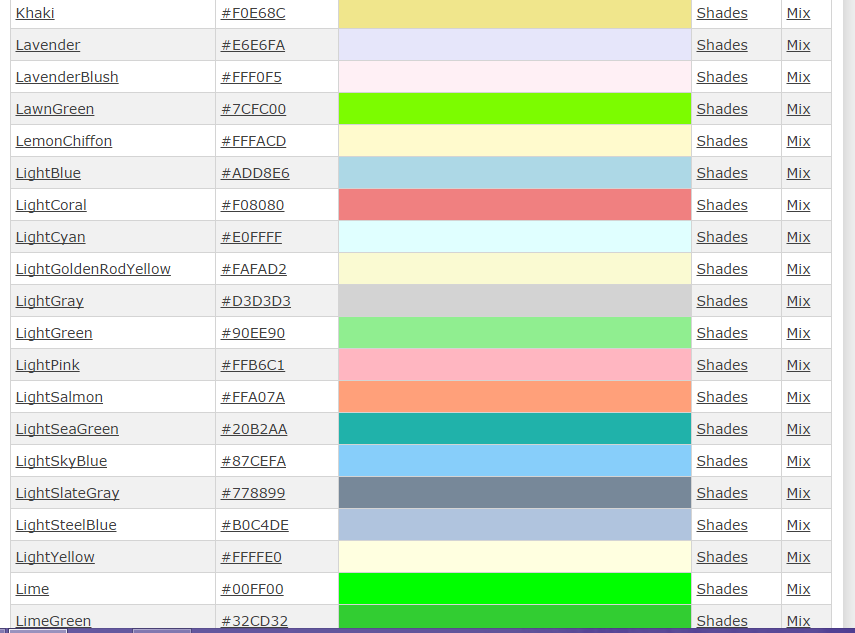 Khaki #F0E68C Shades Mix
Lavender #E6E6FA Shades Mix
LavenderBlush #FFF0F5 Shades Mix
LawnGreen #7CFC00 Shades Mix
LemonChiffon #FFFACD Shades Mix
LightBlue #ADD8E6 Shades Mix
LightCoral #F08080 Shades Mix
LightCyan #E0FFFF Shades Mix
LightGoldenRodYellow #FAFAD2 Shades Mix
LightGray #D3D3D3 Shades Mix
LightGreen #90EE90 Shades Mix
LightPink #FFB6C1 Shades Mix
LightSalmon #FFA07A Shades Mix
LightSeaGreen #20B2AA Shades Mix
LightSkyBlue #87CEFA Shades Mix
LightSlateGray #778899 Shades Mix
LightSteelBlue #B0C4DE Shades Mix
LightYellow #FFFFE0 Shades Mix
Lime #00FF00 Shades Mix
LimeGreen #32CD32 Shades Mix